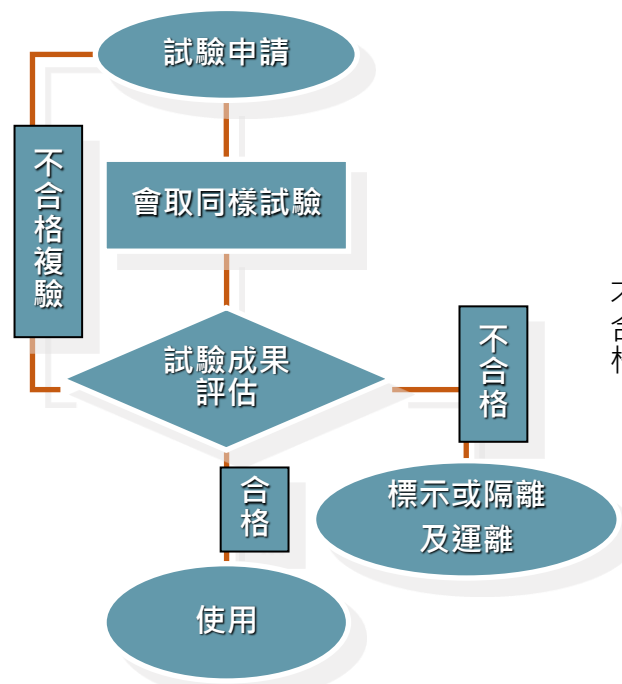 試驗申請
不合格複驗
會取同樣試驗
試驗成果
評估
不合格
合格
標示或隔離
及運離
使用